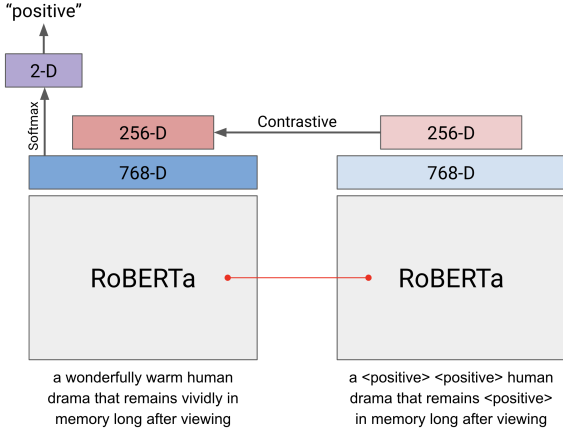 “positive”
2-D
Softmax
256-D
Contrastive
256-D
768-D
768-D
RoBERTa
RoBERTa
a wonderfully warm human
drama that remains vividly in
memory long after viewing
a <positive> <positive> human
drama that remains <positive>
in memory long after viewing